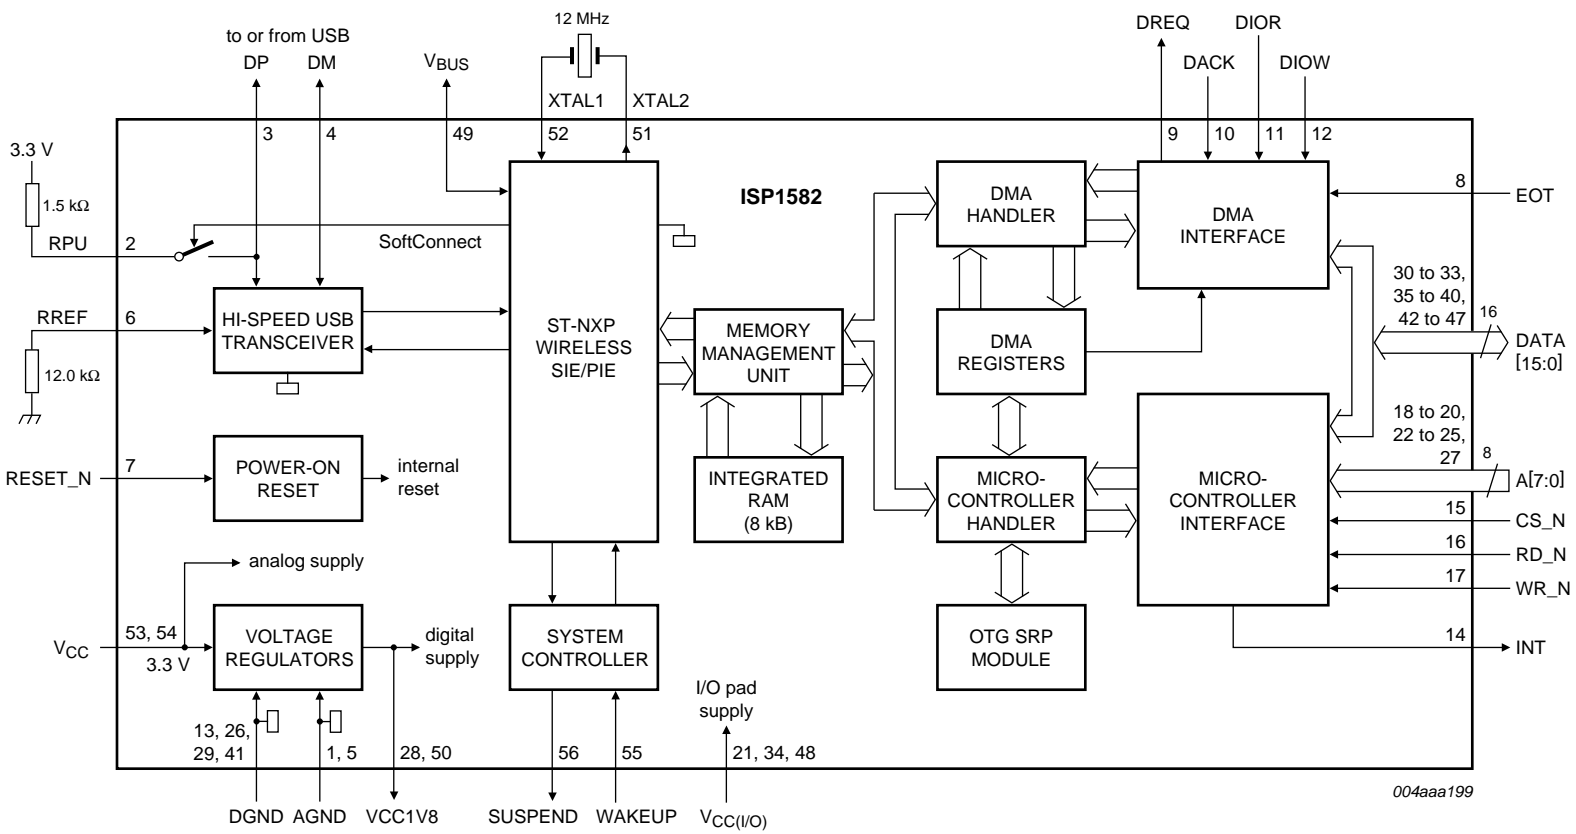 12 MHz
DREQ
DIOR
to or from USB
DP
DM
VBUS
DACK
DIOW
XTAL1
XTAL2
3
4
49
52
51
9
10
11
12
3.3 V
ISP1582
DMA
HANDLER
DMA
INTERFACE
8
EOT
1.5 kΩ
RPU
2
SoftConnect
30 to 33,
35 to 40,
42 to 47
16
DATA
[15:0]
RREF
6
HI-SPEED USB
TRANSCEIVER
ST-NXP
WIRELESS
SIE/PIE
MEMORY
MANAGEMENT
UNIT
DMA
REGISTERS
12.0 kΩ
18 to 20,
22 to 25,
27
8
A[7:0]
RESET_N
7
POWER-ON
RESET
internal
reset
INTEGRATED
RAM
(8 kB)
MICRO-
CONTROLLER
HANDLER
MICRO-
CONTROLLER
INTERFACE
15
CS_N
16
RD_N
17
WR_N
analog supply
VCC
53, 54
3.3 V
VOLTAGE
REGULATORS
digital
supply
SYSTEM
CONTROLLER
OTG SRP
MODULE
14
INT
I/O pad
supply
13, 26,
29, 41
1, 5
28, 50
56
55
21, 34, 48
DGND
AGND
VCC1V8
SUSPEND
WAKEUP
VCC(I/O)
004aaa199